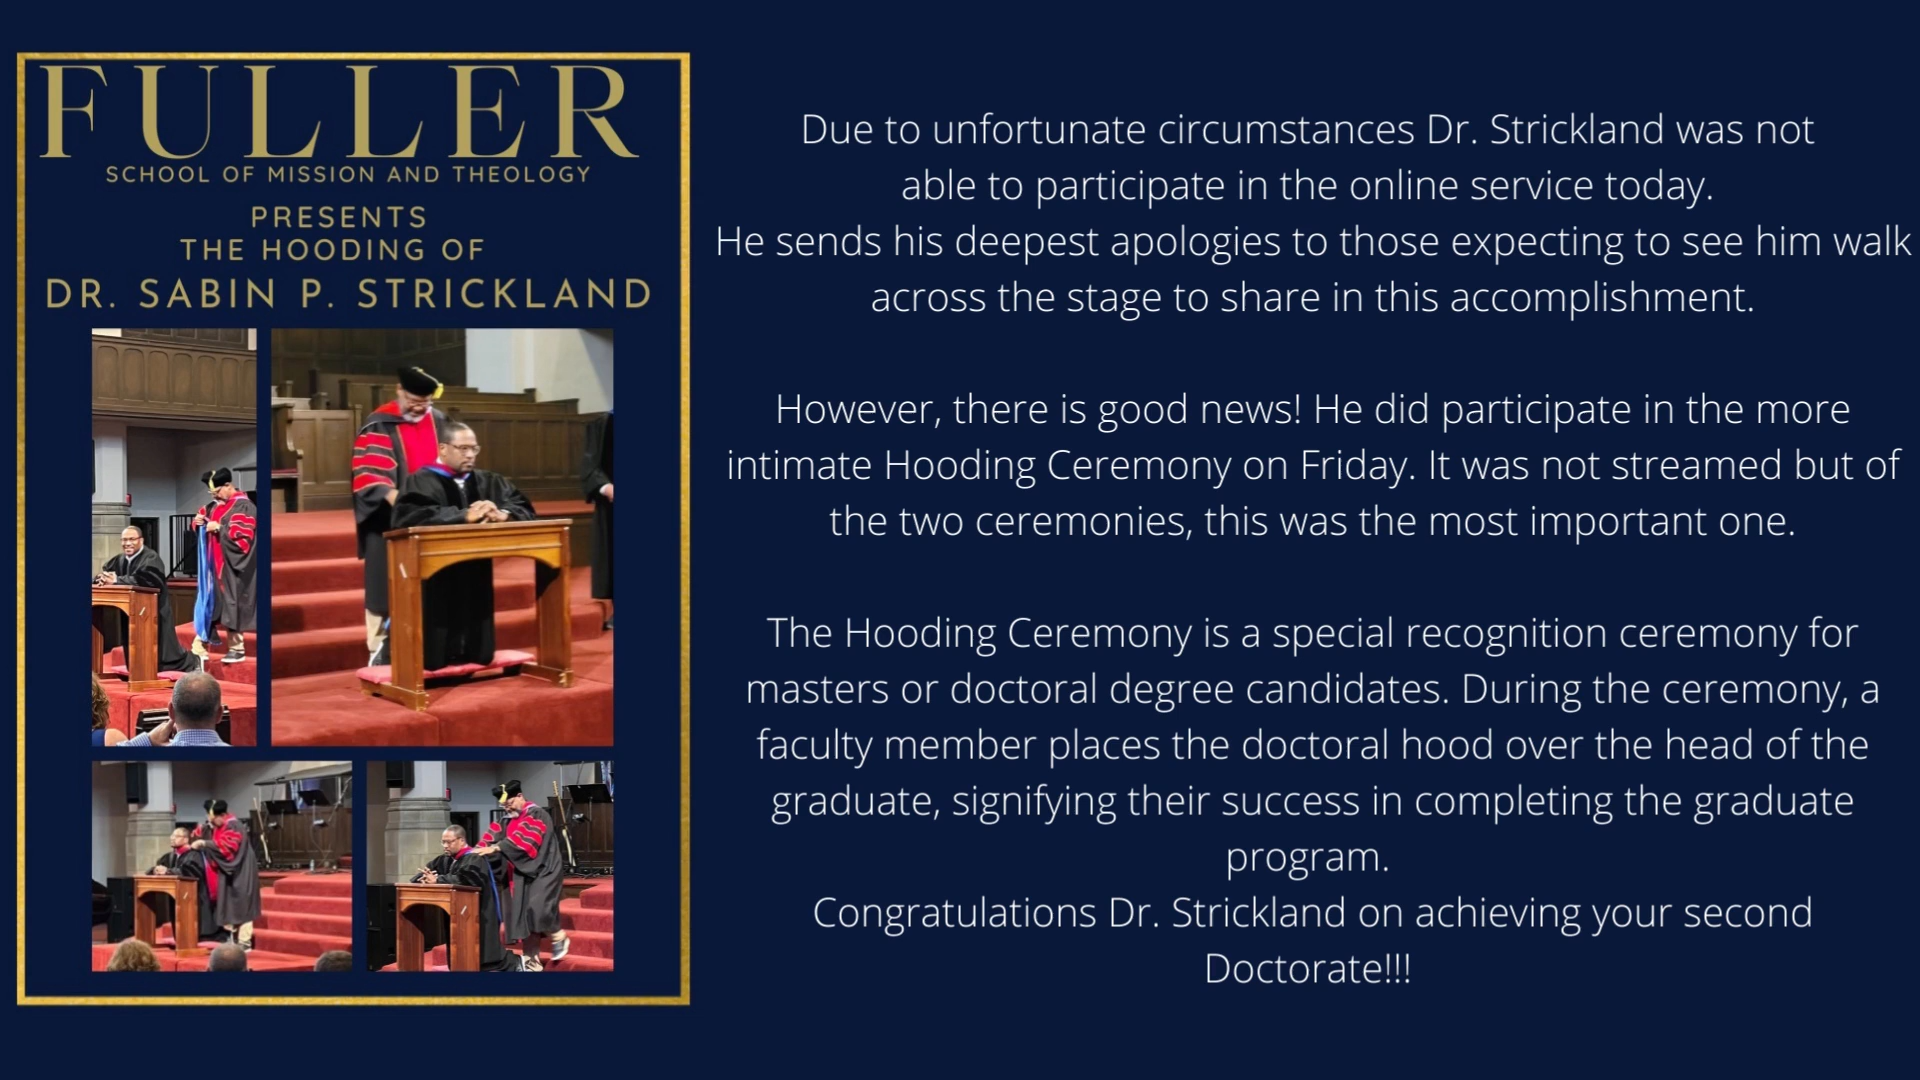 FULLER
SCHOOL OF MISSION AND THEOLOGY
PRESENTS
THE HOODING OF
DR. SABIN P. STRICKLAND
Due to unfortunate circumstances Dr. Strickland was not
able to participate in the online service today.
He sends his deepest apologies to those expecting to see him walk
across the stage to share in this accomplishment.
However, there is good news! He did participate in the more
intimate Hooding Ceremony on Friday. It was not streamed but of
the two ceremonies, this was the most important one.
The Hooding Ceremony is a special recognition ceremony for
masters or doctoral degree candidates. During the ceremony, a
faculty member places the doctoral hood over the head of the
graduate, signifying their success in completing the graduate
program.
Congratulations Dr. Strickland on achieving your second
Doctorate!!!